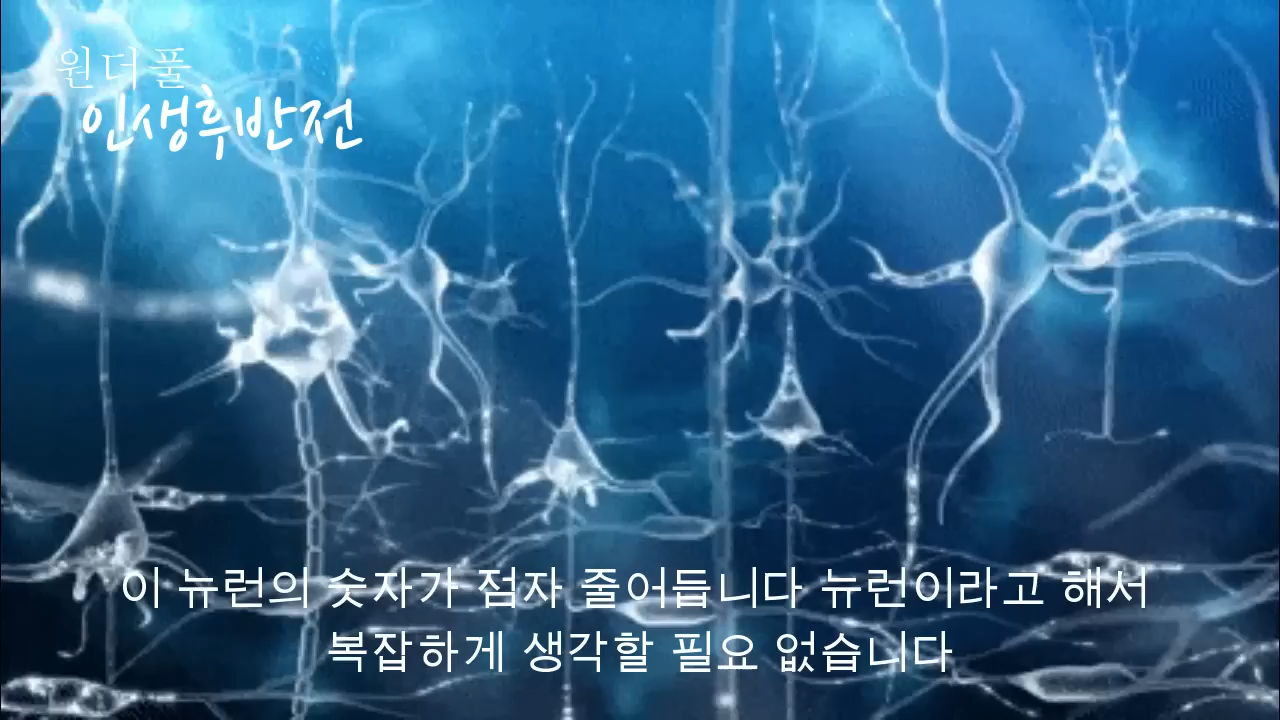 원더풀
인생후반전
이 뉴런의 숫자가 점자 줄어듭니다 뉴런이라고 해서
복잡하게 생각할 필요 없습니다